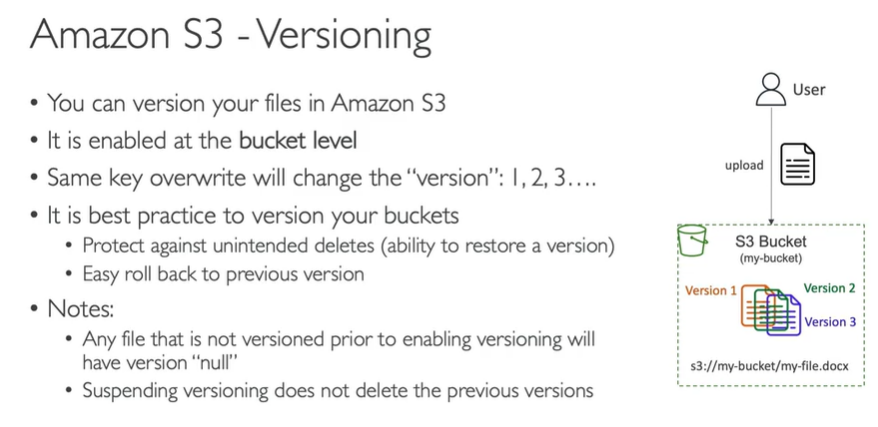 Amazon S3 - Versioning
• You can version your files in Amazon S3
• It is enabled at the bucket level
• Same key overwrite will change the “version”: 1, 2, 3….
• It is best practice to version your buckets
• Protect against unintended deletes (ability to restore a version)
• Easy roll back to previous version
• Notes:
• Any file that is not versioned prior to enabling versioning will
have version “null”
• Suspending versioning does not delete the previous versions
User
upload
S3 Bucket
(my-bucket)
Version 1
Version 2
Version 3
s3://my-bucket/my-file.docx